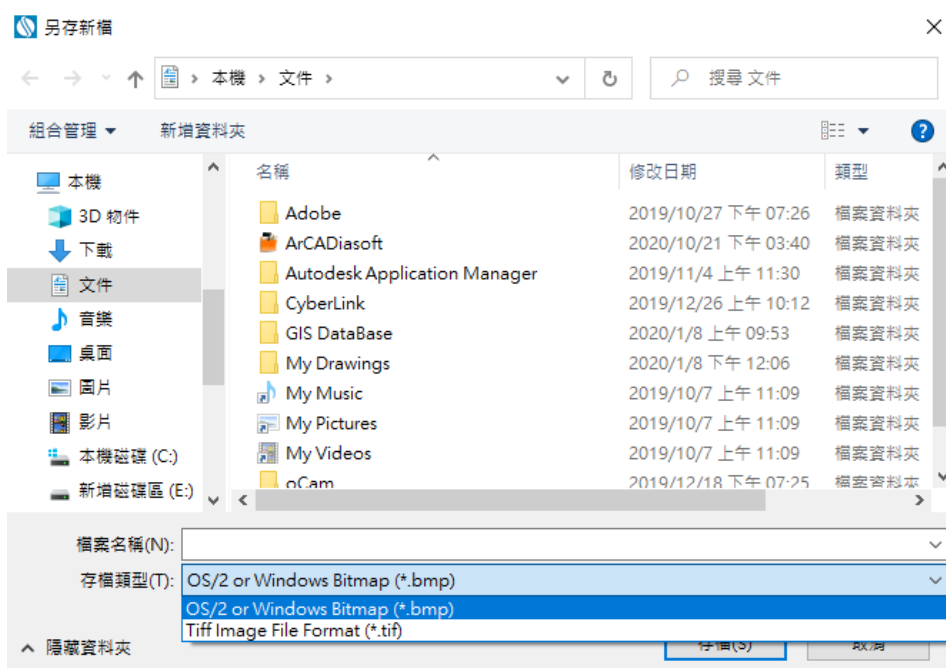 另存新檔
本機 文件
搜尋 文件
組合管理 新增資料夾
名稱 修改日期 類型
本機
3D 物件
下載
文件
音樂
桌面
圖片
影片
本機磁碟 (C:)
新增磁碟區 (E:)
Adobe 2019/10/27 下午 07:26 檔案資料夾
ArCADiasoft 2020/10/21 下午 03:40 檔案資料夾
Autodesk Application Manager 2019/11/4 上午 11:30 檔案資料夾
CyberLink 2019/12/26 上午 10:12 檔案資料夾
GIS DataBase 2020/1/8 上午 09:53 檔案資料夾
My Drawings 2020/1/8 下午 12:06 檔案資料夾
My Music 2019/10/7 上午 11:09 檔案資料夾
My Pictures 2019/10/7 上午 11:09 檔案資料夾
My Videos 2019/10/7 上午 11:09 檔案資料夾
oCam 2019/12/18 下午 07:25 檔案資料夾
檔案名稱(N):
存檔類型(T): OS/2 or Windows Bitmap (*.bmp)
OS/2 or Windows Bitmap (*.bmp)
Tiff Image File Format (*.tif)
隱藏資料夾 存檔(S) 取消